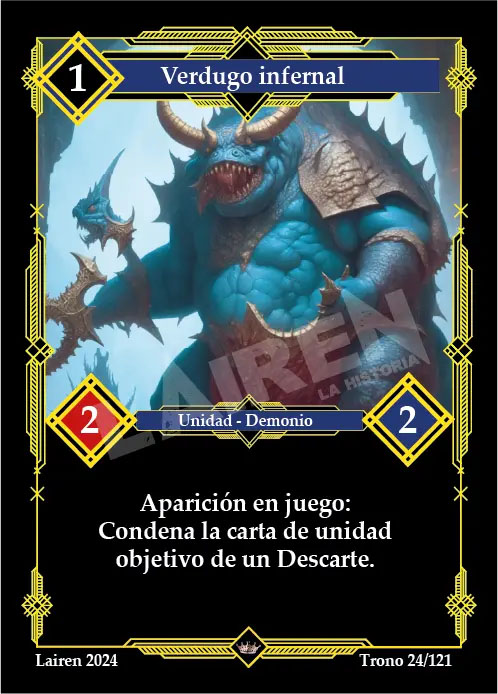 1
Verdugo infernal
LAIREN
LA HISTORIA
2
Unidad - Demonio
2
Aparición en juego:
Condena la carta de unidad
objetivo de un Descarte.
Lairen 2024
Trono 24/121